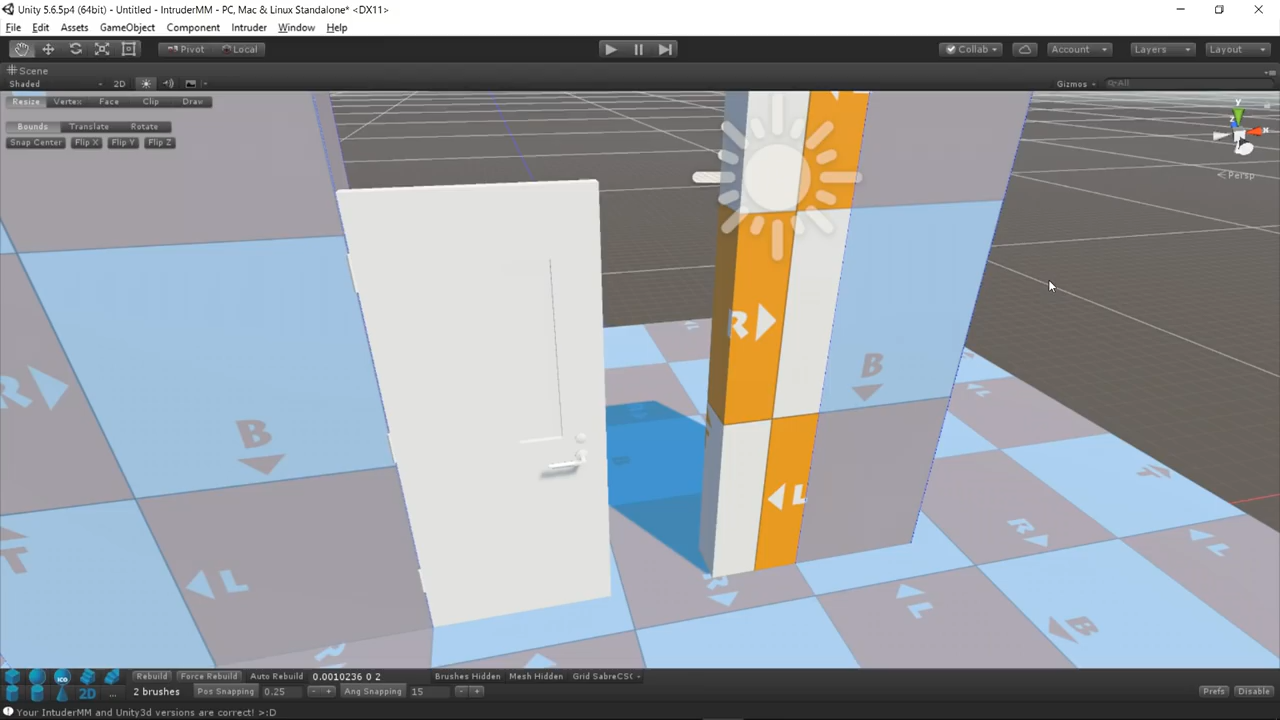 Unity 5.6.5p4 (64bit) - Untitled - IntruderMM - PC, Mac & Linux Standalone* <DX11>
File Edit Assets GameObject Component Intruder Window Help
Pivot Local Collab Account Layers Layout
Scene
Shaded 2D Gizmos All
Resize Vertex Face Clip Draw
Bounds Translate Rotate
Snap Center Flip X Flip Y Flip Z
y
x
z
Persp
R
R
B
B
L
L
T
T
L
R
L
L
L
B
R
R
Rebuild Force Rebuild Auto Rebuild 0.0010236 0 2 Brushes Hidden Mesh Hidden Grid SabreCS
2D ... 2 brushes Pos Snapping 0.25 - + Ang Snapping 15 - + Prefs Disable
Your IntuderMM and Unity3d versions are correct! >:D